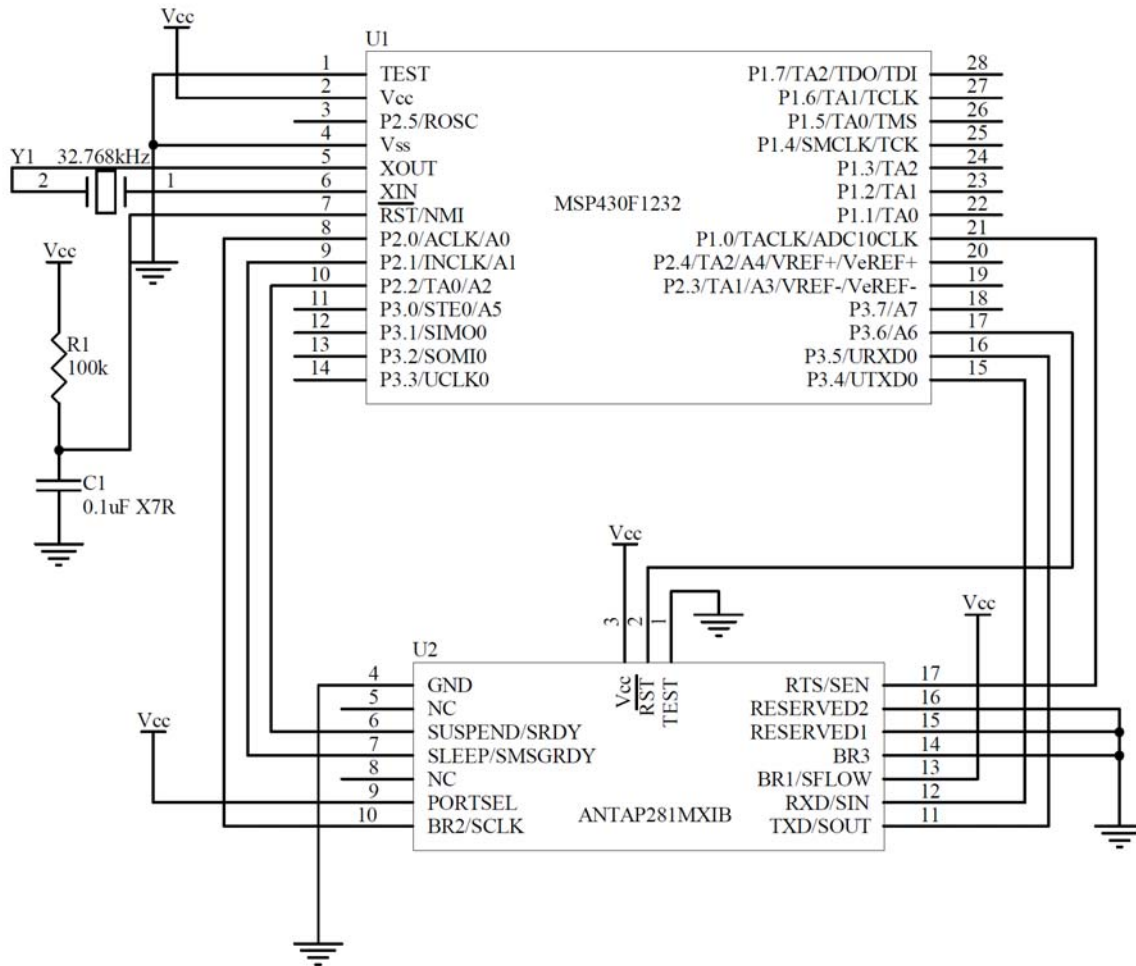 Vcc
U1
1 TEST P1.7/TA2/TDO/TDI 28
2 Vcc P1.6/TA1/TCLK 27
3 P2.5/ROSC P1.5/TA0/TMS 26
4 Vss P1.4/SMCLK/TCK 25
Y1 32.768kHz 5 XOUT P1.3/TA2 24
2 1 6 XIN P1.2/TA1 23
MSP430F1232
7 RST/NMI P1.1/TA0 22
8 P2.0/ACLK/A0 P1.0/TACLK/ADC10CLK 21
Vcc
9 P2.1/INCLK/A1 P2.4/TA2/A4/VREF+/VeREF+ 20
10 P2.2/TA0/A2 P2.3/TA1/A3/VREF-/VeREF- 19
11 P3.0/STE0/A5 P3.7/A7 18
12 P3.1/SIMO0 P3.6/A6 17
R1
100k
13 P3.2/SOMI0 P3.5/URXD0 16
14 P3.3/UCLK0 P3.4/UTXD0 15
C1
0.1uF X7R
Vcc
Vcc
3 2 1
U2
Vcc RST TEST
4 GND RTS/SEN 17
5 NC RESERVED2 16
Vcc
6 SUSPEND/SRDY RESERVED1 15
7 SLEEP/SMSGRDY BR3 14
8 NC BR1/SFLOW 13
9 PORTSEL RXD/SIN 12
10 BR2/SCLK TXD/SOUT 11
ANTAP281MXIB